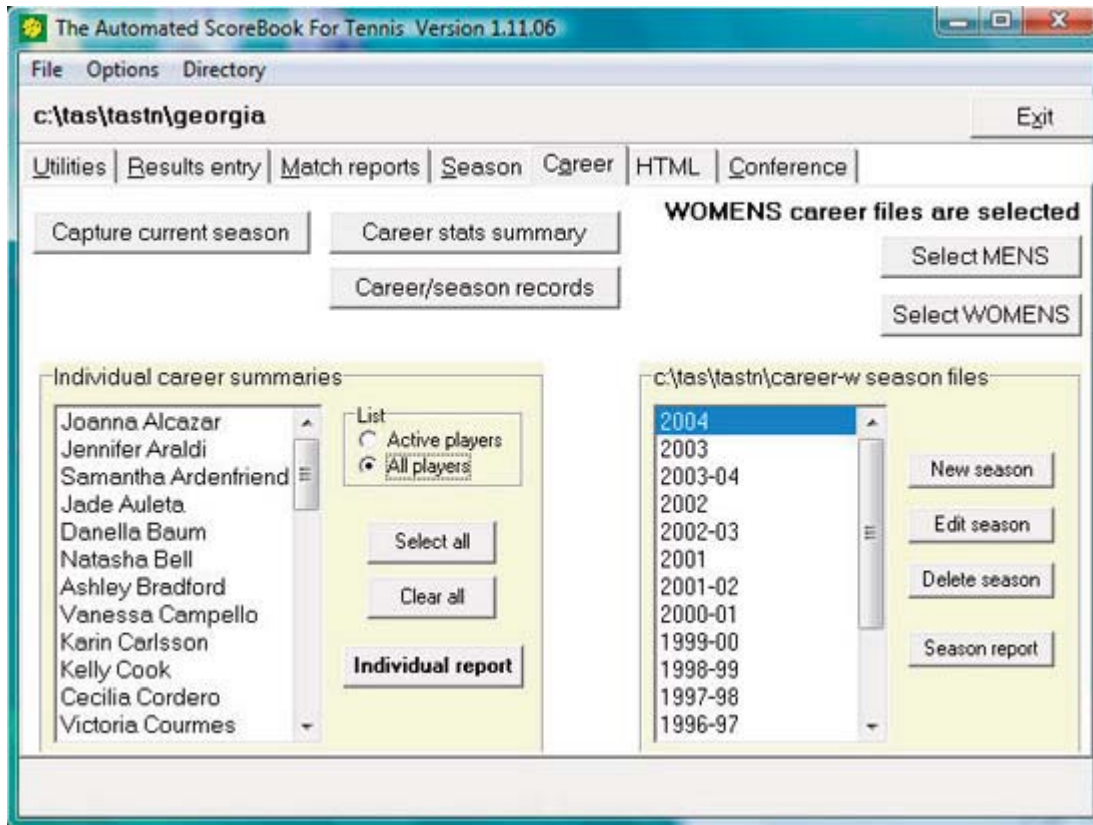 The Automated ScoreBook For Tennis Version 1.11.06
File Options Directory
c:\tas\tastn\georgia
Exit
Utilities Results entry Match reports Season Career HTML Conference
WOMENS career files are selected
Capture current season
Career stats summary
Select MENS
Career/season records
Select WOMENS
Individual career summaries
Joanna Alcazar
Jennifer Araldi
Samantha Ardenfriend
Jade Auleta
Danella Baum
Natasha Bell
Ashley Bradford
Vanessa Campello
Karin Carlsson
Kelly Cook
Cecilia Cordero
Victoria Courmes
List
Active players
All players
Select all
Clear all
Individual report
c:\tas\tastn\career-w season files
2004
2003
2003-04
2002
2002-03
2001
2001-02
2000-01
1999-00
1998-99
1997-98
1996-97
New season
Edit season
Delete season
Season report